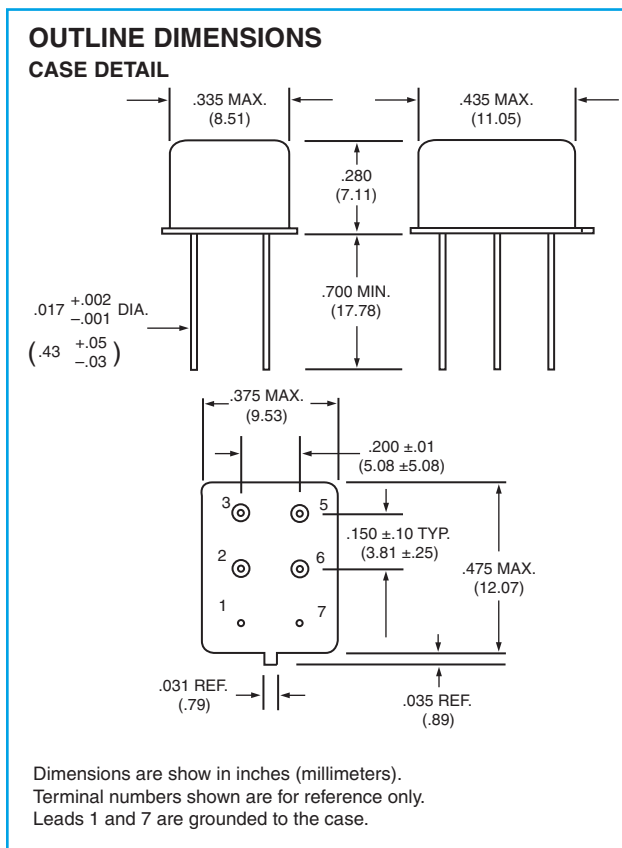 OUTLINE DIMENSIONS
CASE DETAIL
.335 MAX.
(8.51)
.435 MAX.
(11.05)
.280
(7.11)
.700 MIN.
(17.78)
.017 +.002 –.001 DIA.
(.43 +.05 –.03)
.375 MAX.
(9.53)
.200 ±.01
(5.08 ±5.08)
3
5
.150 ±.10 TYP.
(3.81 ±.25)
2
6
.475 MAX.
(12.07)
1
7
.031 REF.
(.79)
.035 REF.
(.89)
Dimensions are show in inches (millimeters).
Terminal numbers shown are for reference only.
Leads 1 and 7 are grounded to the case.